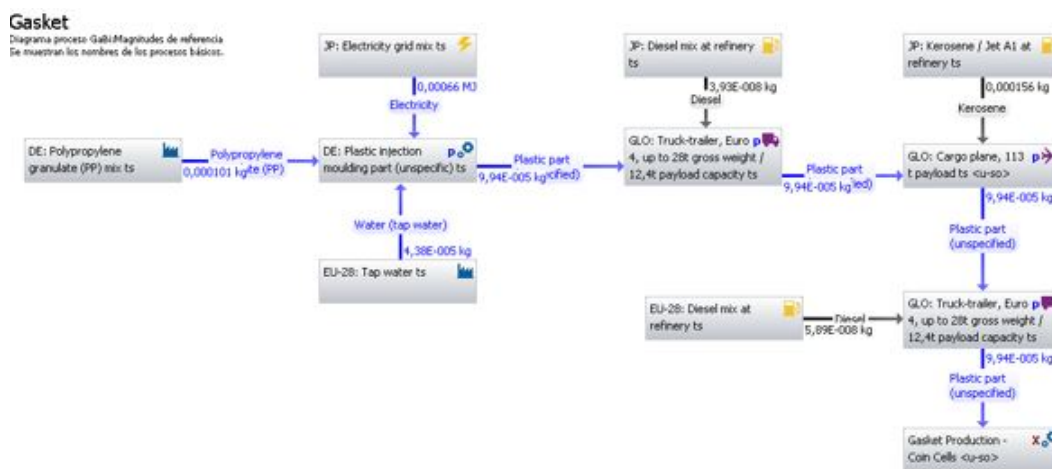 Gasket
Diagrama proceso GaBi:Magnitudes de referencia
Se muestran los nombres de los procesos básicos.
JP: Electricity grid mix ts
0,00066 MJ
Electricity
JP: Diesel mix at refinery
ts
3,93E-008 kg
Diesel
JP: Kerosene / Jet A1 at
refinery ts
0,000156 kg
Kerosene
DE: Polypropylene
granulate (PP) mix ts
Polypropylene
0,000101 kg
te (PP)
DE: Plastic injection
moulding part (unspecific) ts
p
Plastic part
9,94E-005 kg
cified)
GLO: Truck-trailer, Euro
4, up to 28t gross weight /
12,4t payload capacity ts
p
Plastic part
9,94E-005 kg
ed)
GLO: Cargo plane, 113
t payload ts <u-so>
p
9,94E-005 kg
Plastic part
(unspecified)
Water (tap water)
4,38E-005 kg
EU-28: Tap water ts
EU-28: Diesel mix at
refinery ts
Diesel
5,89E-008 kg
GLO: Truck-trailer, Euro
4, up to 28t gross weight /
12,4t payload capacity ts
p
9,94E-005 kg
Plastic part
(unspecified)
Gasket Production -
Coin Cells <u-so>
X